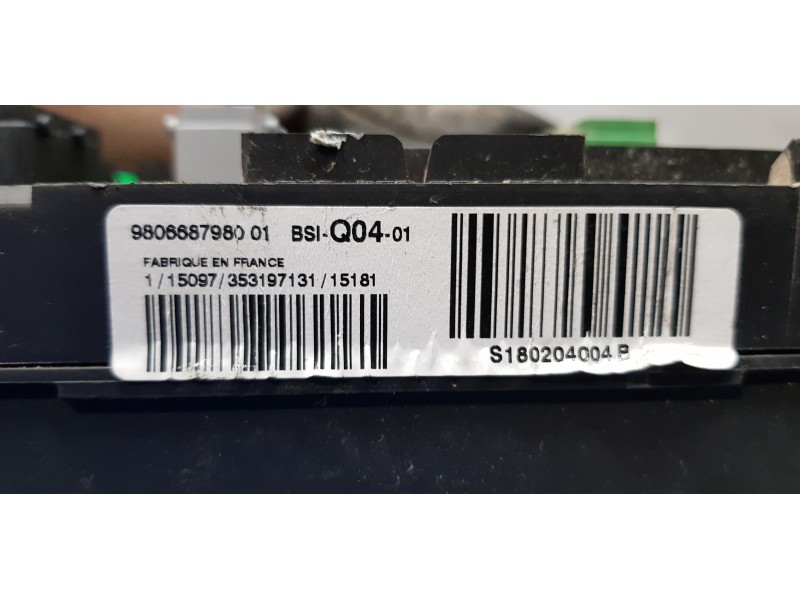 9806687980 01 BSI-Q04-01
FABRIQUE EN FRANCE
1/15097/353197131/15181
S180204004 B